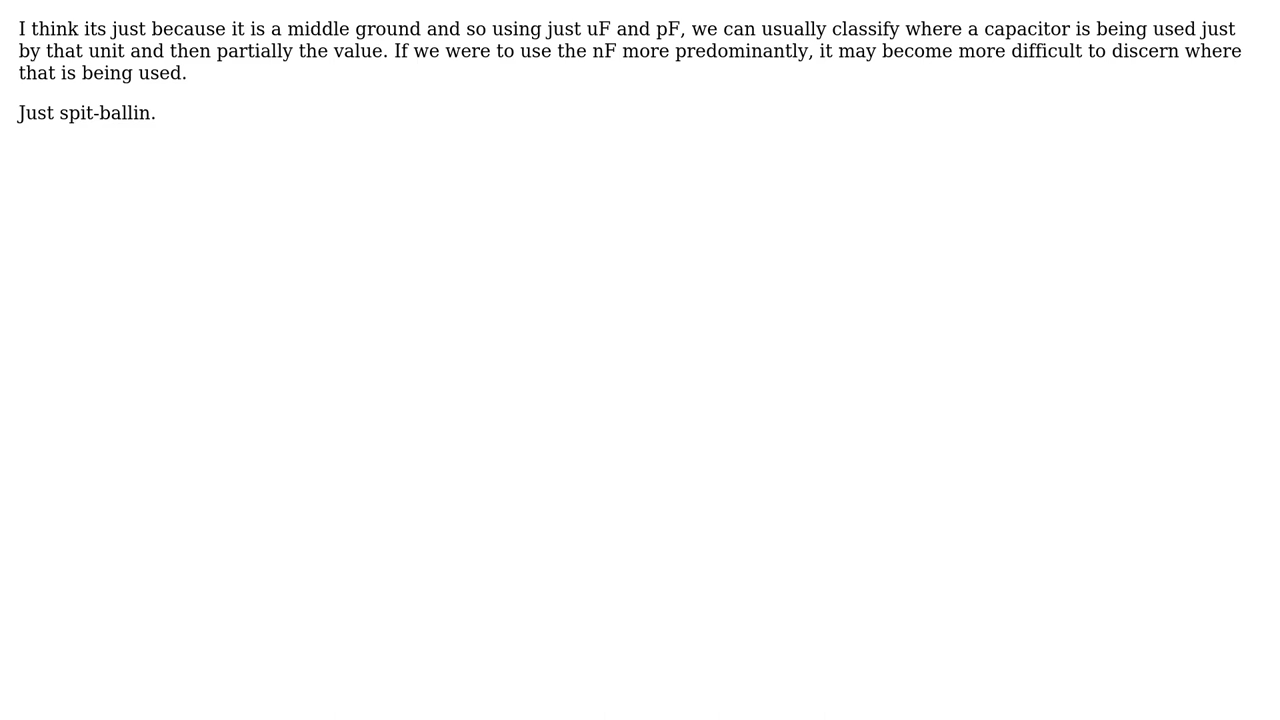 I think its just because it is a middle ground and so using just uF and pF, we can usually classify where a capacitor is being used just
by that unit and then partially the value. If we were to use the nF more predominantly, it may become more difficult to discern where
that is being used.
Just spit-ballin.